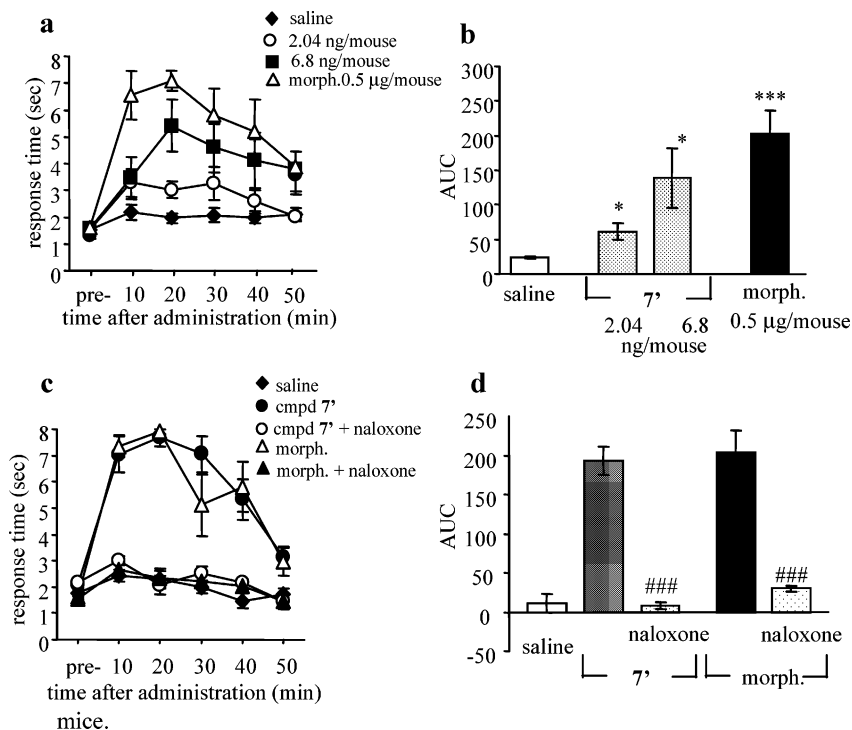 a
saline
2.04 ng/mouse
6.8 ng/mouse
morph.0.5 µg/mouse
response time (sec)
8
7
6
5
4
3
2
1
0
pre- 10 20 30 40 50
time after administration (min)
b
AUC
300
250
200
150
100
50
0
* * ***
saline 7’ morph.
2.04 6.8 0.5 µg/mouse
ng/mouse
c
saline
cmpd 7’
cmpd 7’ + naloxone
morph.
morph. + naloxone
response time (sec)
8
7
6
5
4
3
2
1
0
pre- 10 20 30 40 50
time after administration (min)
mice.
d
AUC
250
200
150
100
50
0
-50
### ###
saline naloxone naloxone
7’ morph.